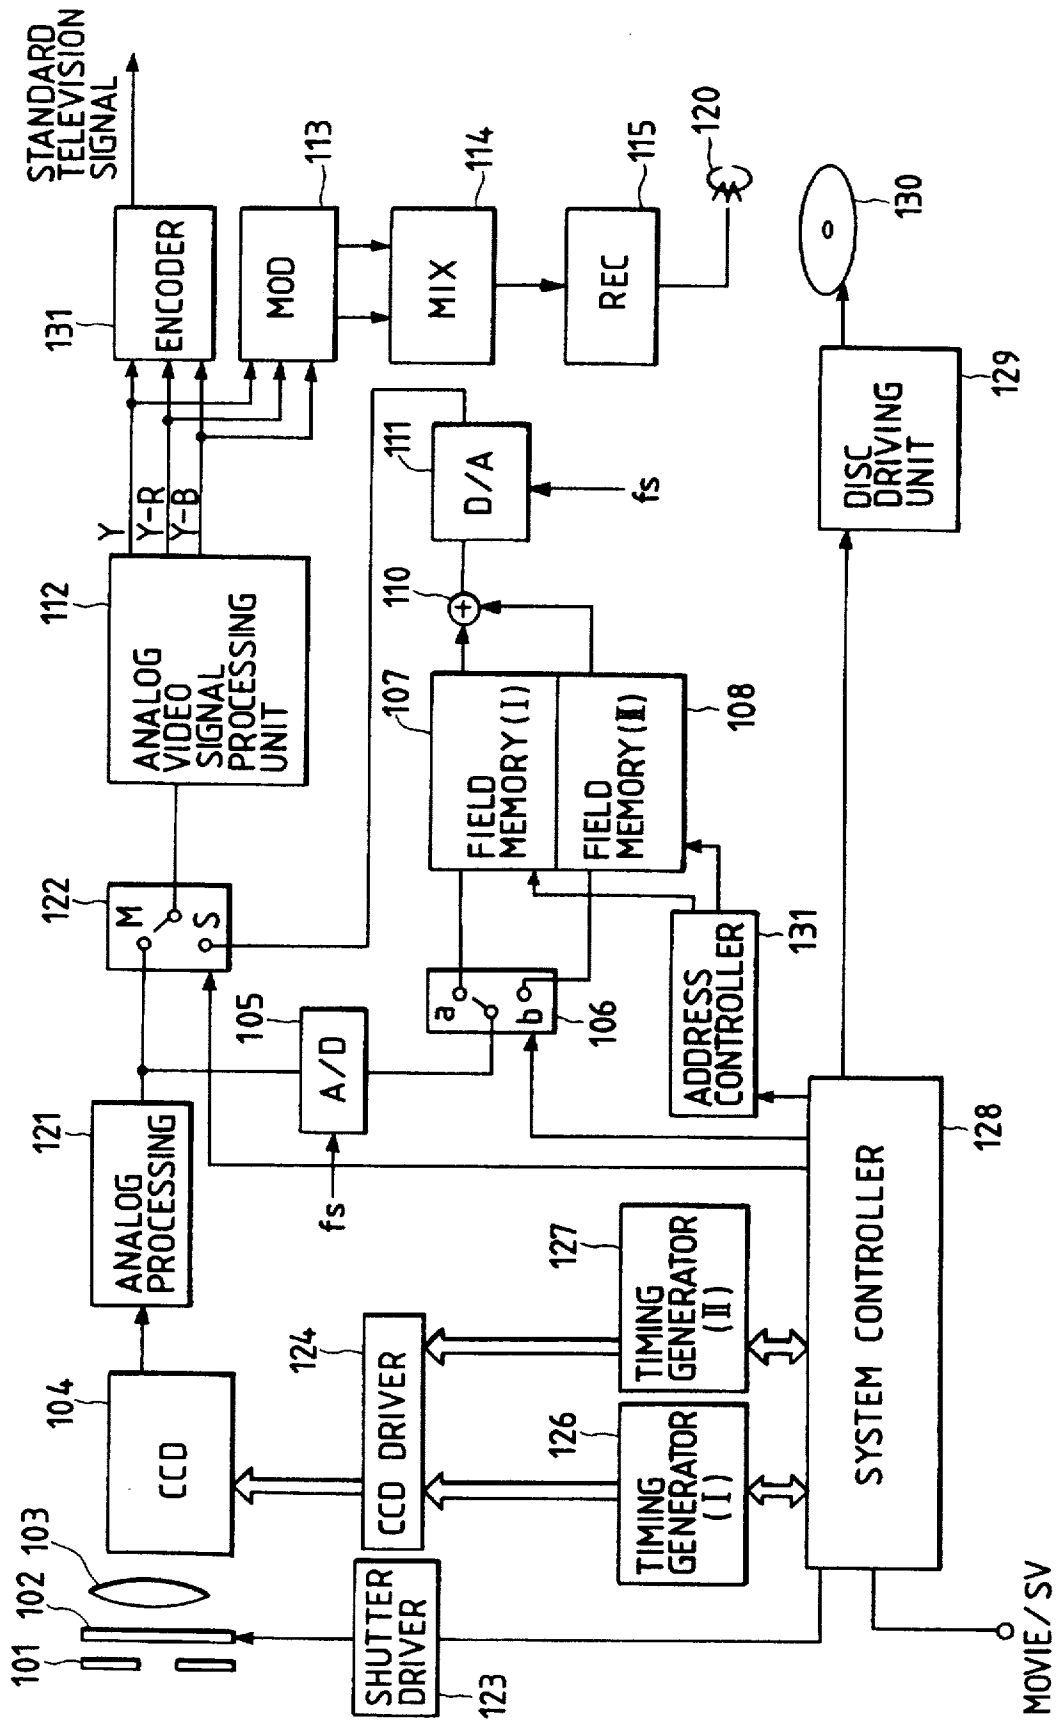 STANDARD
TELEVISION
SIGNAL
131
ENCODER
MOD
113
MIX
114
REC
115
120
130
Y
Y-R
Y-B
112
ANALOG
VIDEO
SIGNAL
PROCESSING
UNIT
111
D/A
fs
110
DISC
DRIVING
UNIT
129
122
M
S
107
FIELD
MEMORY(I)
FIELD
MEMORY(II)
108
105
A/D
fs
a
b
106
ADDRESS
CONTROLLER
131
121
ANALOG
PROCESSING
104
CCD
124
CCD DRIVER
127
TIMING
GENERATOR
(II)
126
TIMING
GENERATOR
(I)
SYSTEM CONTROLLER
128
101
102
103
SHUTTER
DRIVER
123
MOVIE/SV